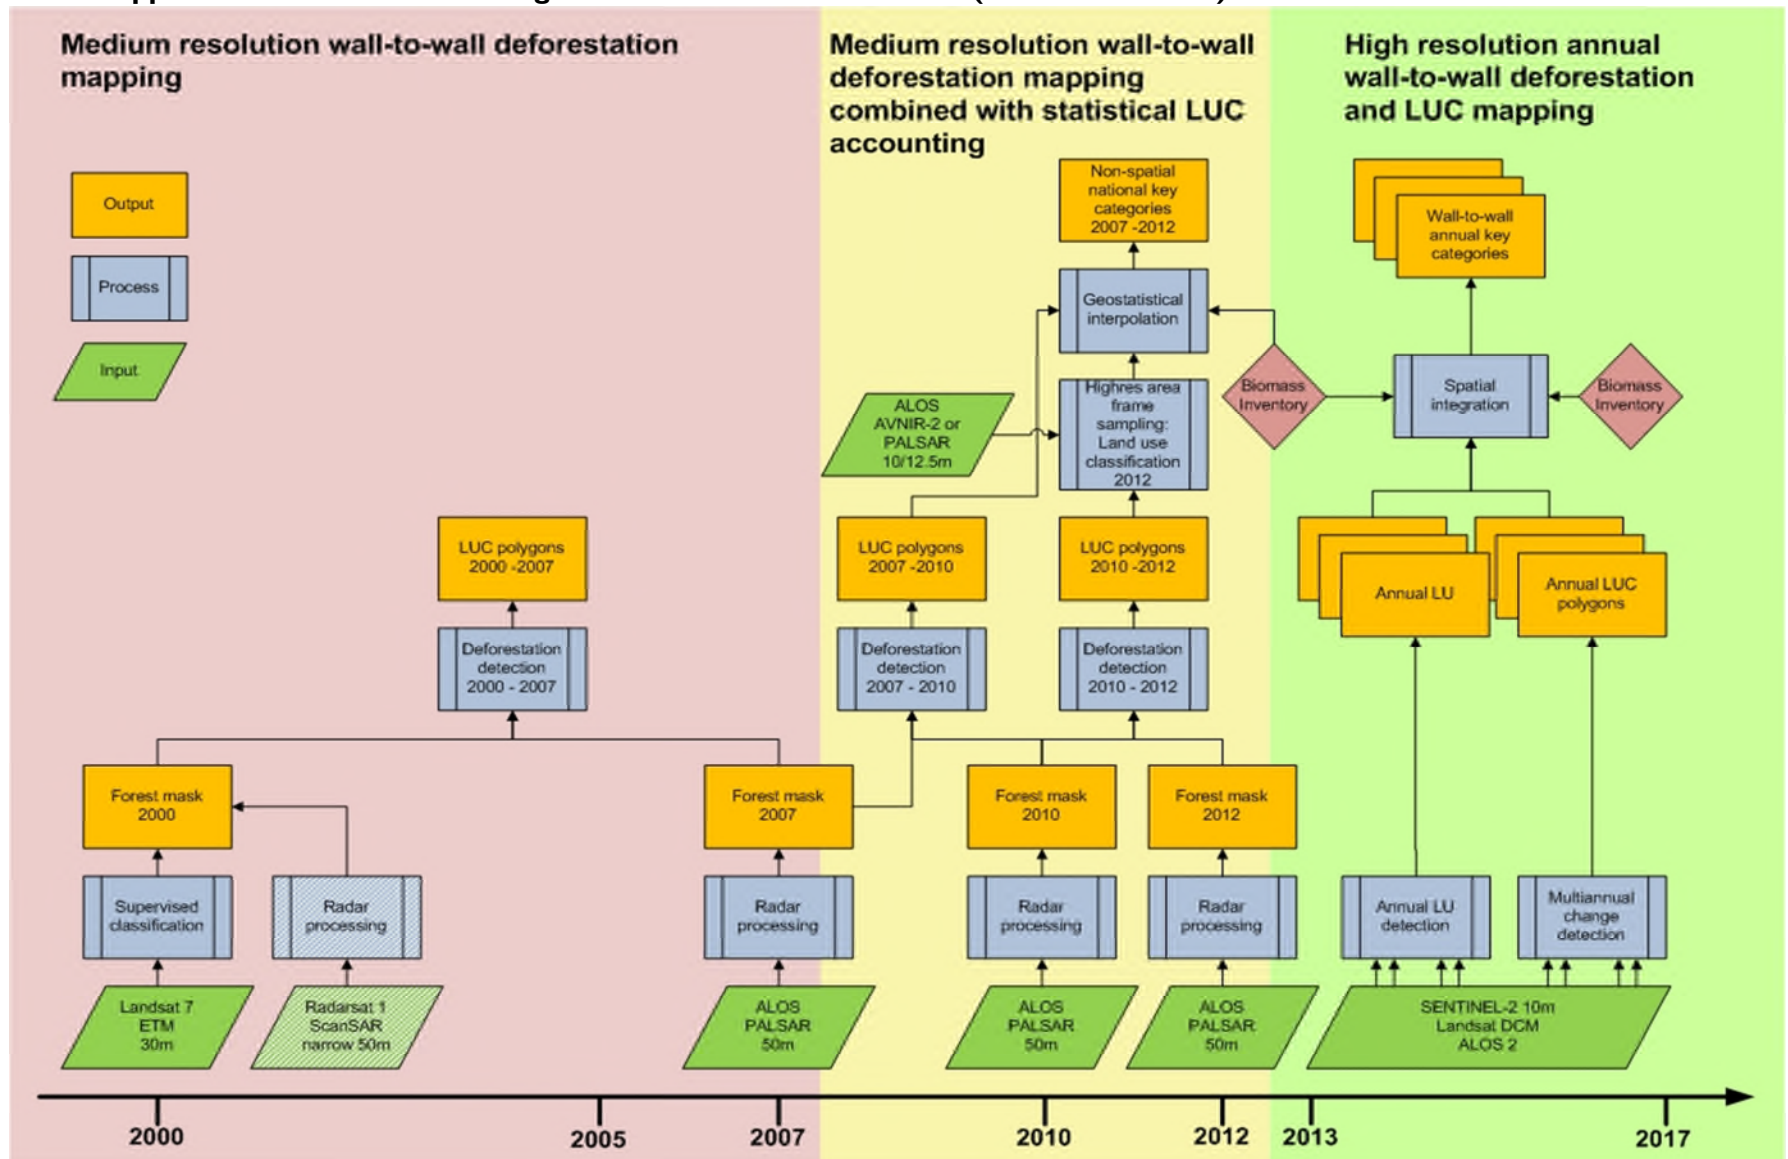 Medium resolution wall-to-wall deforestation
mapping
Medium resolution wall-to-wall
deforestation mapping
combined with statistical LUC
accounting
High resolution annual
wall-to-wall deforestation
and LUC mapping
Output
Process
Input
Non-spatial
national key
categories
2007 -2012
Wall-to-wall
annual key
categories
Geostatistical
interpolation
Highres area
frame
sampling:
Land use
classification
2012
ALOS
AVNIR-2 or
PALSAR
10/12.5m
Biomass
Inventory
Spatial
integration
Biomass
Inventory
LUC polygons
2000 -2007
LUC polygons
2007 -2010
LUC polygons
2010 -2012
Annual LU
Annual LUC
polygons
Deforestation
detection
2000 - 2007
Deforestation
detection
2007 - 2010
Deforestation
detection
2010 - 2012
Forest mask
2000
Forest mask
2007
Forest mask
2010
Forest mask
2012
Supervised
classification
Radar
processing
Radar
processing
Radar
processing
Radar
processing
Annual LU
detection
Multiannual
change
detection
Landsat 7
ETM
30m
Radarsat 1
ScanSAR
narrow 50m
ALOS
PALSAR
50m
ALOS
PALSAR
50m
ALOS
PALSAR
50m
SENTINEL-2 10m
Landsat DCM
ALOS 2
2000
2005
2007
2010
2012
2013
2017